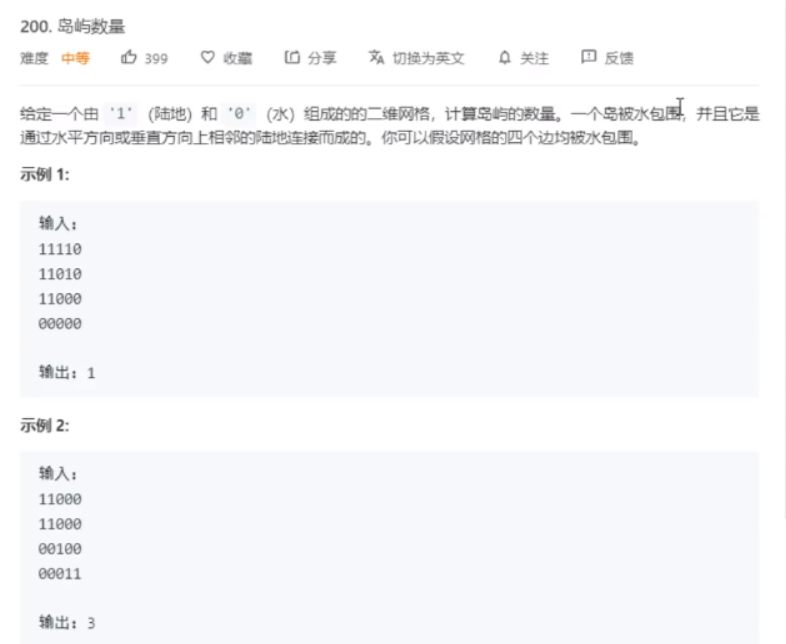 200. 岛屿数量
难度 中等 399 收藏 分享 切换为英文 关注 反馈
给定一个由 '1' （陆地）和 '0' （水）组成的的二维网格，计算岛屿的数量。一个岛被水包围，并且它是
通过水平方向或垂直方向上相邻的陆地连接而成的。你可以假设网格的四个边均被水包围。
示例 1:
输入:
11110
11010
11000
00000
输出: 1
示例 2:
输入:
11000
11000
00100
00011
输出: 3